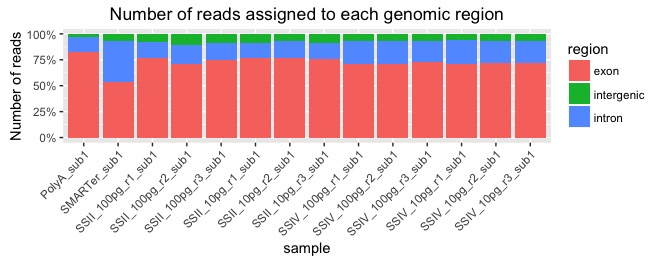 Number of reads assigned to each genomic region
Number of reads
100%
75%
50%
25%
0%
PolyA_sub1
SMARTer_sub1
SSII_100pg_r1_sub1
SSII_100pg_r2_sub1
SSII_100pg_r3_sub1
SSII_10pg_r1_sub1
SSII_10pg_r2_sub1
SSII_10pg_r3_sub1
SSIV_100pg_r1_sub1
SSIV_100pg_r2_sub1
SSIV_100pg_r3_sub1
SSIV_10pg_r1_sub1
SSIV_10pg_r2_sub1
SSIV_10pg_r3_sub1
sample
region
exon
intergenic
intron